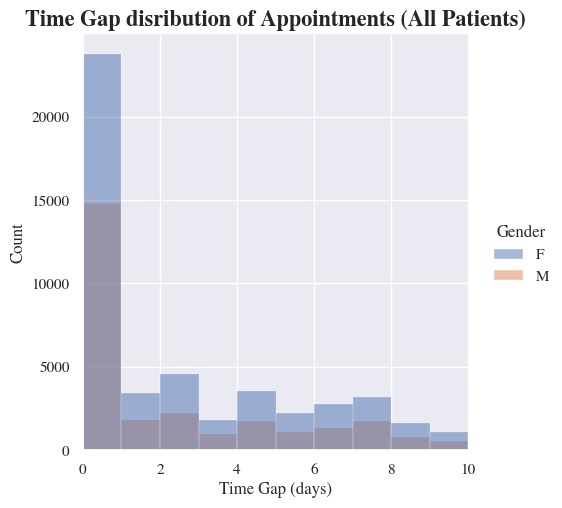 Time Gap disribution of Appointments (All Patients)
20000
15000
10000
5000
0
Count
0 2 4 6 8 10
Time Gap (days)
Gender
F
M